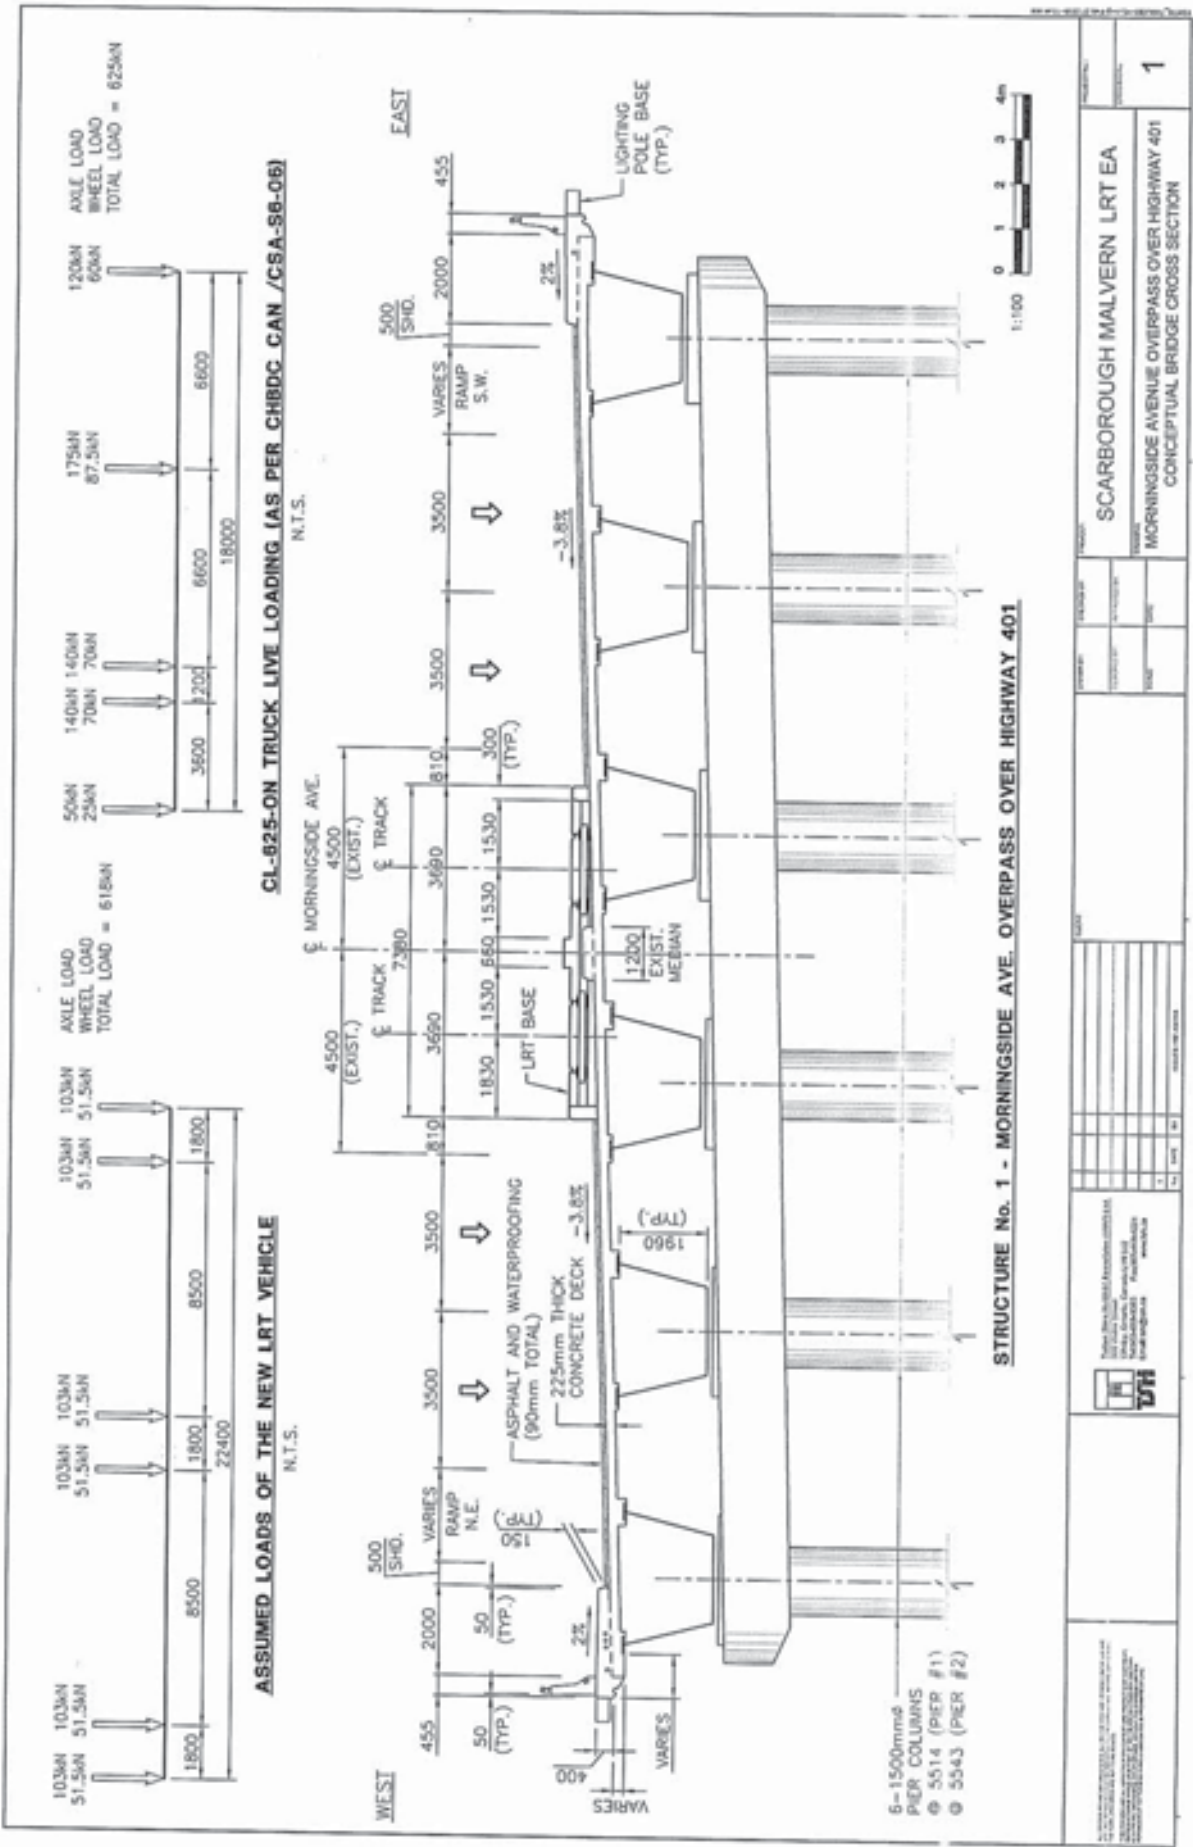 103kN 103kN 103kN 103kN 103kN 103kN AXLE LOAD
51.5kN 51.5kN 51.5kN 51.5kN 51.5kN 51.5kN WHEEL LOAD
TOTAL LOAD = 618kN
1800 8500 1800 8500 1800
22400
ASSUMED LOADS OF THE NEW LRT VEHICLE
N.T.S.
50kN 140kN 140kN 175kN 120kN AXLE LOAD
25kN 70kN 70kN 87.5kN 60kN WHEEL LOAD
TOTAL LOAD = 625kN
3600 1200 6600 6600
18000
CL-625-ON TRUCK LIVE LOADING (AS PER CHBDC CAN /CSA-S6-06)
N.T.S.
WEST
EAST
℄ MORNINGSIDE AVE.
4500
(EXIST.)
4500
(EXIST.)
℄ TRACK
℄ TRACK
455 2000 500
SHD.
VARIES 3500 3500 810 3690 3690 810 3500 3500 VARIES 500
SHD.
2000 455
7380
RAMP
N.E.
RAMP
S.W.
50
(TYP.)
50
(TYP.)
150
(TYP.)
1830 1530 660 1530 1530 300
(TYP.)
LRT BASE
1200
EXIST.
MEDIAN
ASPHALT AND WATERPROOFING
(90mm TOTAL)
225mm THICK
CONCRETE DECK
-3.8%
-3.8%
2%
2%
1960
(TYP.)
400
VARIES
VARIES
LIGHTING
POLE BASE
(TYP.)
6-1500mmø
PIER COLUMNS
@ 5514 (PIER #1)
@ 5543 (PIER #2)
0 1 2 3 4m
1:100
STRUCTURE No. 1 - MORNINGSIDE AVE. OVERPASS OVER HIGHWAY 401
TSH
SCARBOROUGH MALVERN LRT EA
MORNINGSIDE AVENUE OVERPASS OVER HIGHWAY 401
CONCEPTUAL BRIDGE CROSS SECTION
1